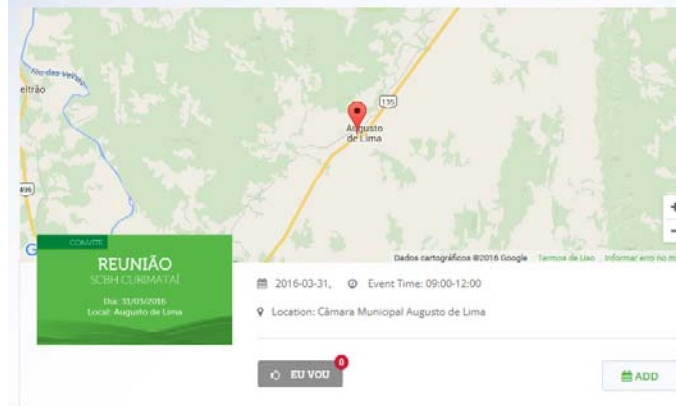 Rio das Velhas
eltrão
135
Augusto
de Lima
496
G
CONVITE
REUNIÃO
SCBH CURIMATAÍ
Dia: 31/03/2016
Local: Augusto de Lima
Dados cartográficos ©2016 Google
Termos de Uso
Informar erro no m
+
−
2016-03-31, Event Time: 09:00-12:00
Location: Câmara Municipal Augusto de Lima
EU VOU
0
ADD